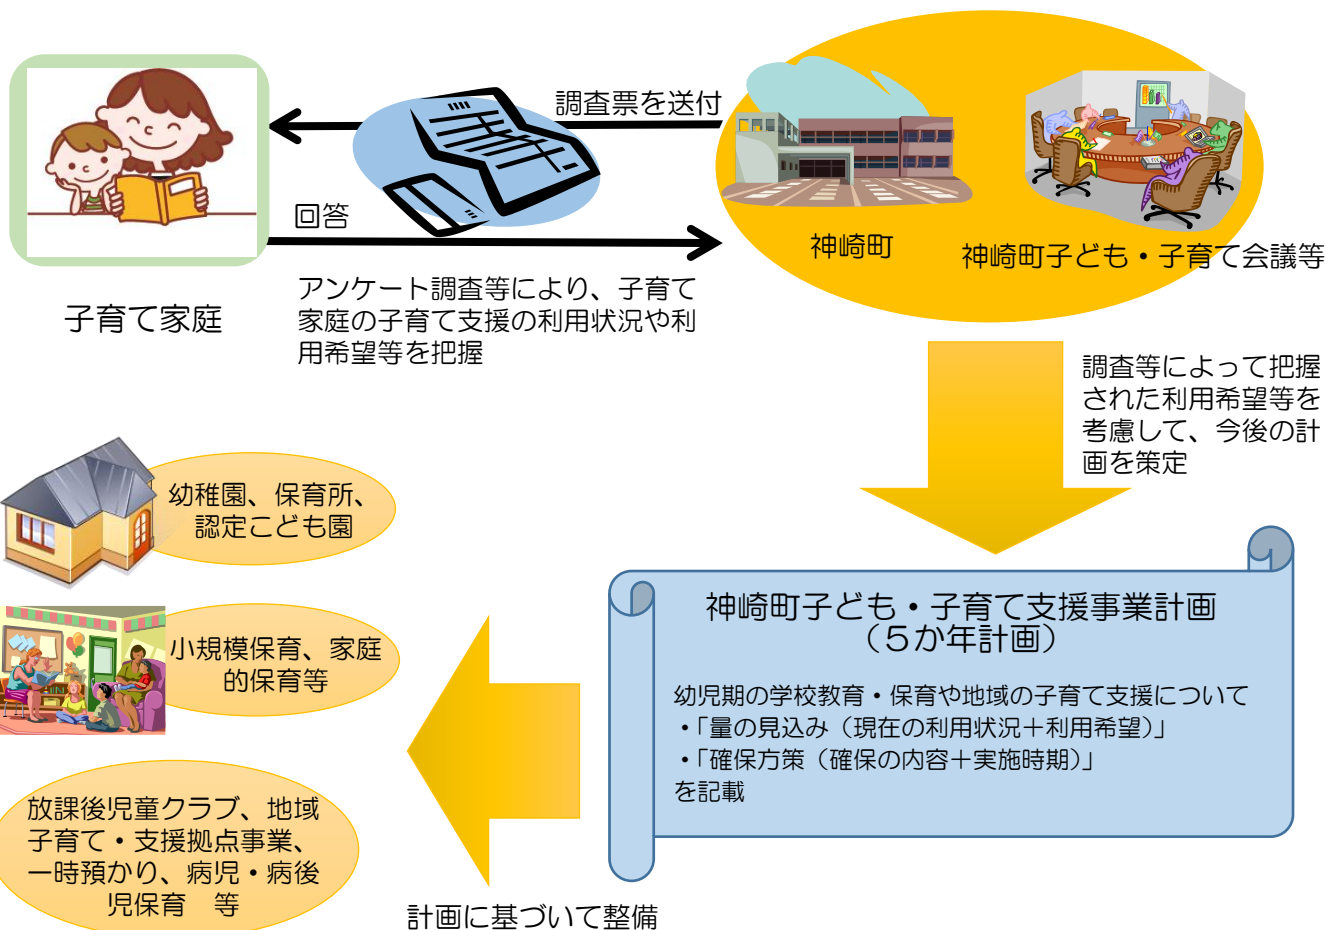 調査票を送付
回答
神崎町
神崎町子ども・子育て会議等
子育て家庭
アンケート調査等により、子育て
家庭の子育て支援の利用状況や利
用希望等を把握
調査等によって把握
された利用希望等を
考慮して、今後の計
画を策定
幼稚園、保育所、
認定こども園
小規模保育、家庭
的保育等
放課後児童クラブ、地域
子育て・支援拠点事業、
一時預かり、病児・病後
児保育　等
神崎町子ども・子育て支援事業計画
（５か年計画）
幼児期の学校教育・保育や地域の子育て支援について
・「量の見込み（現在の利用状況＋利用希望）」
・「確保方策（確保の内容＋実施時期）」
を記載
計画に基づいて整備